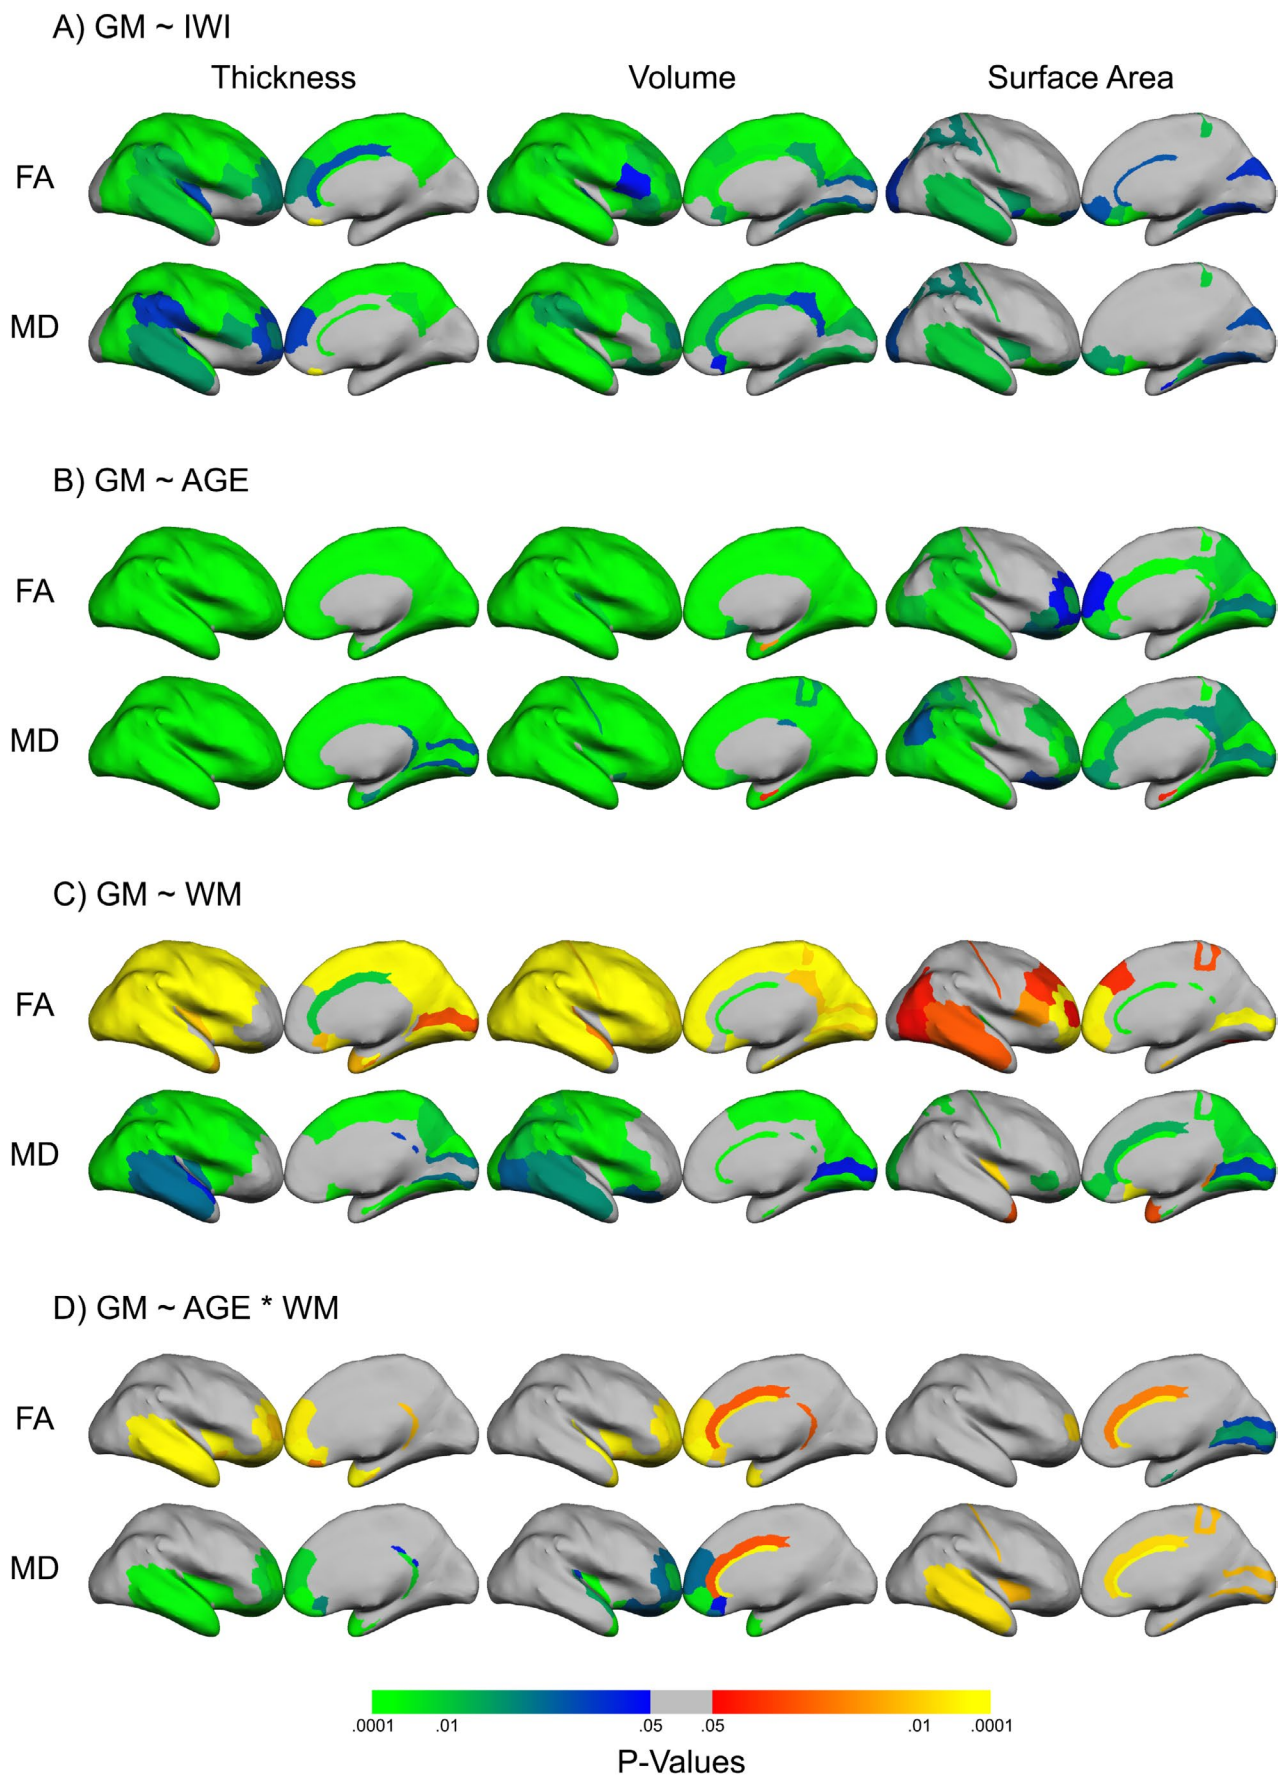 A) GM ~ IWI
Thickness Volume Surface Area
FA
MD
B) GM ~ AGE
FA
MD
C) GM ~ WM
FA
MD
D) GM ~ AGE * WM
FA
MD
.0001 .01 .05 .05 .01 .0001
P-Values